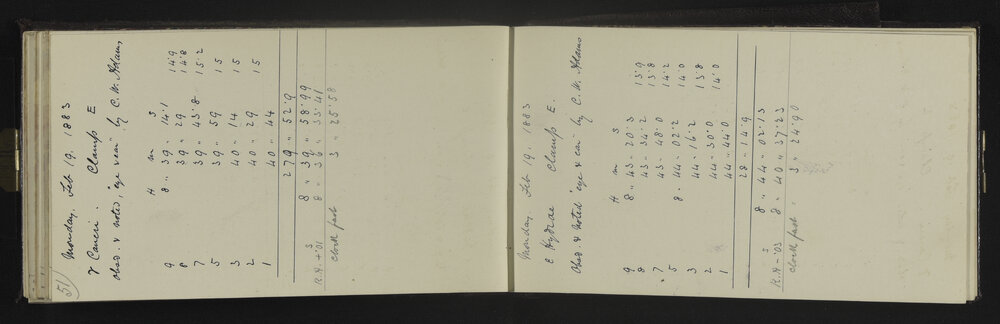 51
Monday, Feb 19. 1883
γ Cancri. Clamp E
obsd. & noted, eye & ear by C. W. Adams,
H m s
9 8 " 39 " 14.1 14.9
8 39 " 29 14.8
7 39 " 43.8 15.2
5 39 " 59 15
3 40 " 14 15
2 40 " 29 15
1 40 " 44
279 " 52.9
s 8 " 39 " 58.99
R.A +.01 8 " 36 " 33.41
clock fast 3 " 25.58
Monday, Feb 19. 1883
ε Hydrae Clamp E.
Obsd. & Noted eye & ear by C. W. Adams
H m s
9 8 " 43 - 20.3 13.9
8 43 - 34.2 13.8
7 43 - 48.0 14.2
5 8 . 44 - 02.2 14.0
3 44 - 16.2 13.8
2 44 - 30.0 14.0
1 44 - 44.0
28 - 14.9
s 8 " 44 " 02.13
R.A -.03 8 " 40 " 37.23
clock fast 3 " 24.90